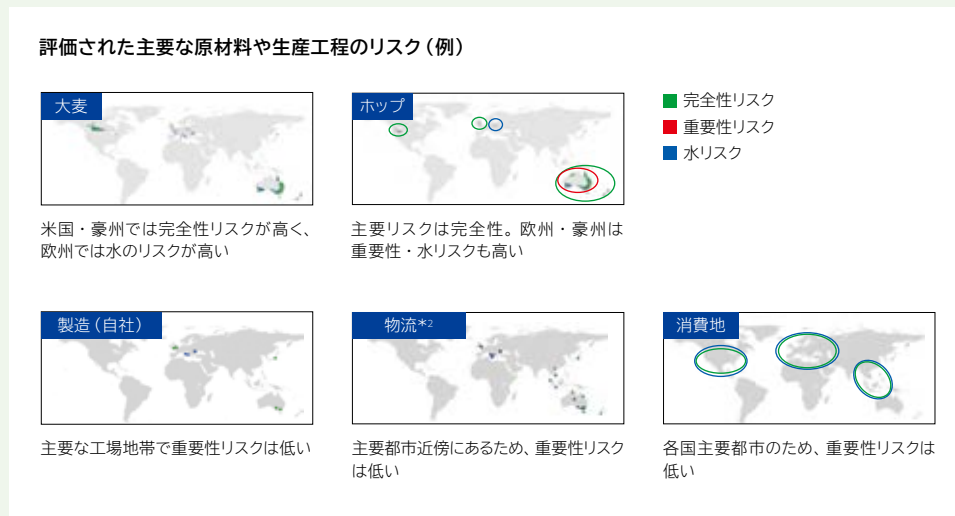 評価された主要な原材料や生産工程のリスク(例)
大麦
米国・豪州では完全性リスクが高く、
欧州では水のリスクが高い
ホップ
主要リスクは完全性。欧州・豪州は
重要性・水リスクも高い
完全性リスク
重要性リスク
水リスク
製造(自社)
主要な工場地帯で重要性リスクは低い
物流*2
主要都市近傍にあるため、重要性リスク
は低い
消費地
各国主要都市のため、重要性リスクは
低い